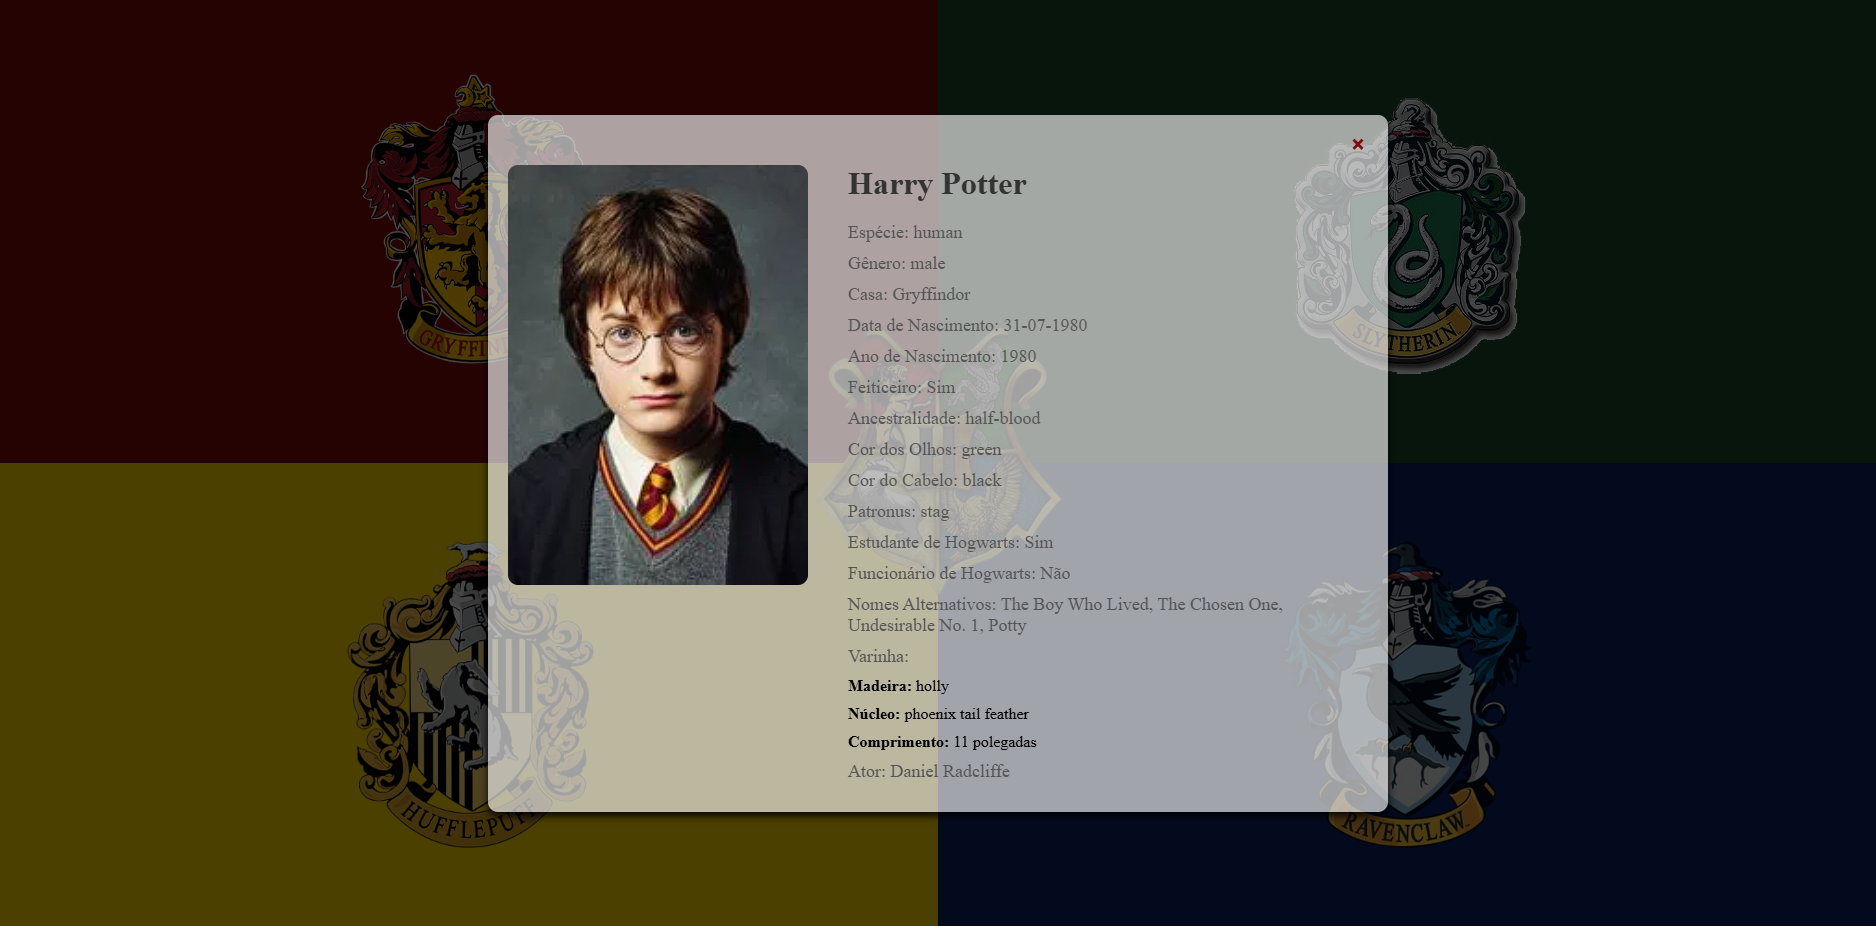 Harry Potter
Espécie: human
Gênero: male
Casa: Gryffindor
Data de Nascimento: 31-07-1980
Ano de Nascimento: 1980
Feiticeiro: Sim
Ancestralidade: half-blood
Cor dos Olhos: green
Cor do Cabelo: black
Patronus: stag
Estudante de Hogwarts: Sim
Funcionário de Hogwarts: Não
Nomes Alternativos: The Boy Who Lived, The Chosen One,
Undesirable No. 1, Potty
Varinha:
Madeira: holly
Núcleo: phoenix tail feather
Comprimento: 11 polegadas
Ator: Daniel Radcliffe
SLYTHERIN
HUFFLEPUFF
RAVENCLAW